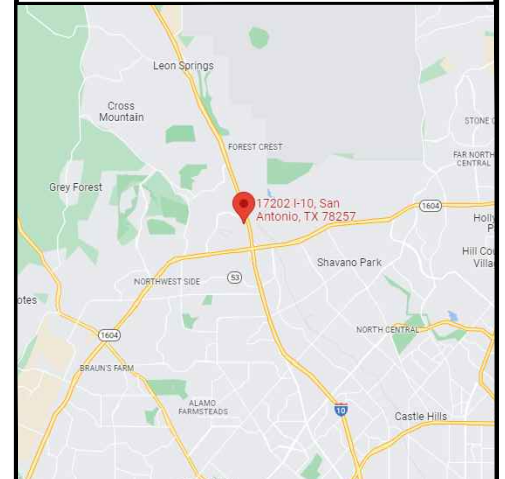 Leon Springs
Cross
Mountain
STONE
FOREST CREST
FAR NORTH
CENTRAL
Grey Forest
17202 I-10, San
Antonio, TX 78257
1604
Holly
P
Hill Cou
Villa
Shavano Park
53
NORTHWEST SIDE
otes
NORTH CENTRAL
1604
BRAUN'S FARM
ALAMO
FARMSTEADS
10
Castle Hills